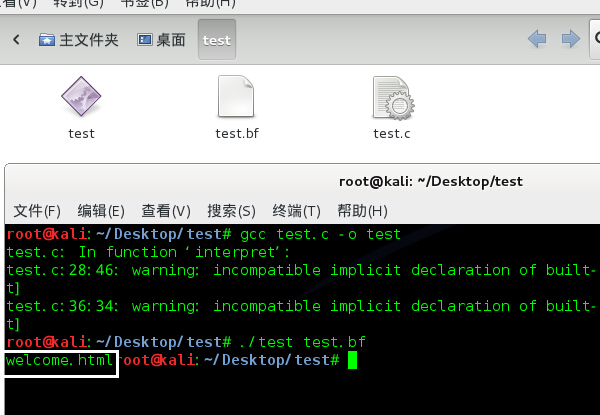 查看(V) 转到(G) 书签(B) 帮助(H)
主文件夹 桌面 test
test test.bf test.c
root@kali: ~/Desktop/test
文件(F) 编辑(E) 查看(V) 搜索(S) 终端(T) 帮助(H)
root@kali:~/Desktop/test# gcc test.c -o test
test.c: In function ‘interpret’:
test.c:28:46: warning: incompatible implicit declaration of built-
t]
test.c:36:34: warning: incompatible implicit declaration of built-
t]
root@kali:~/Desktop/test# ./test test.bf
welcome.htmlroot@kali:~/Desktop/test#